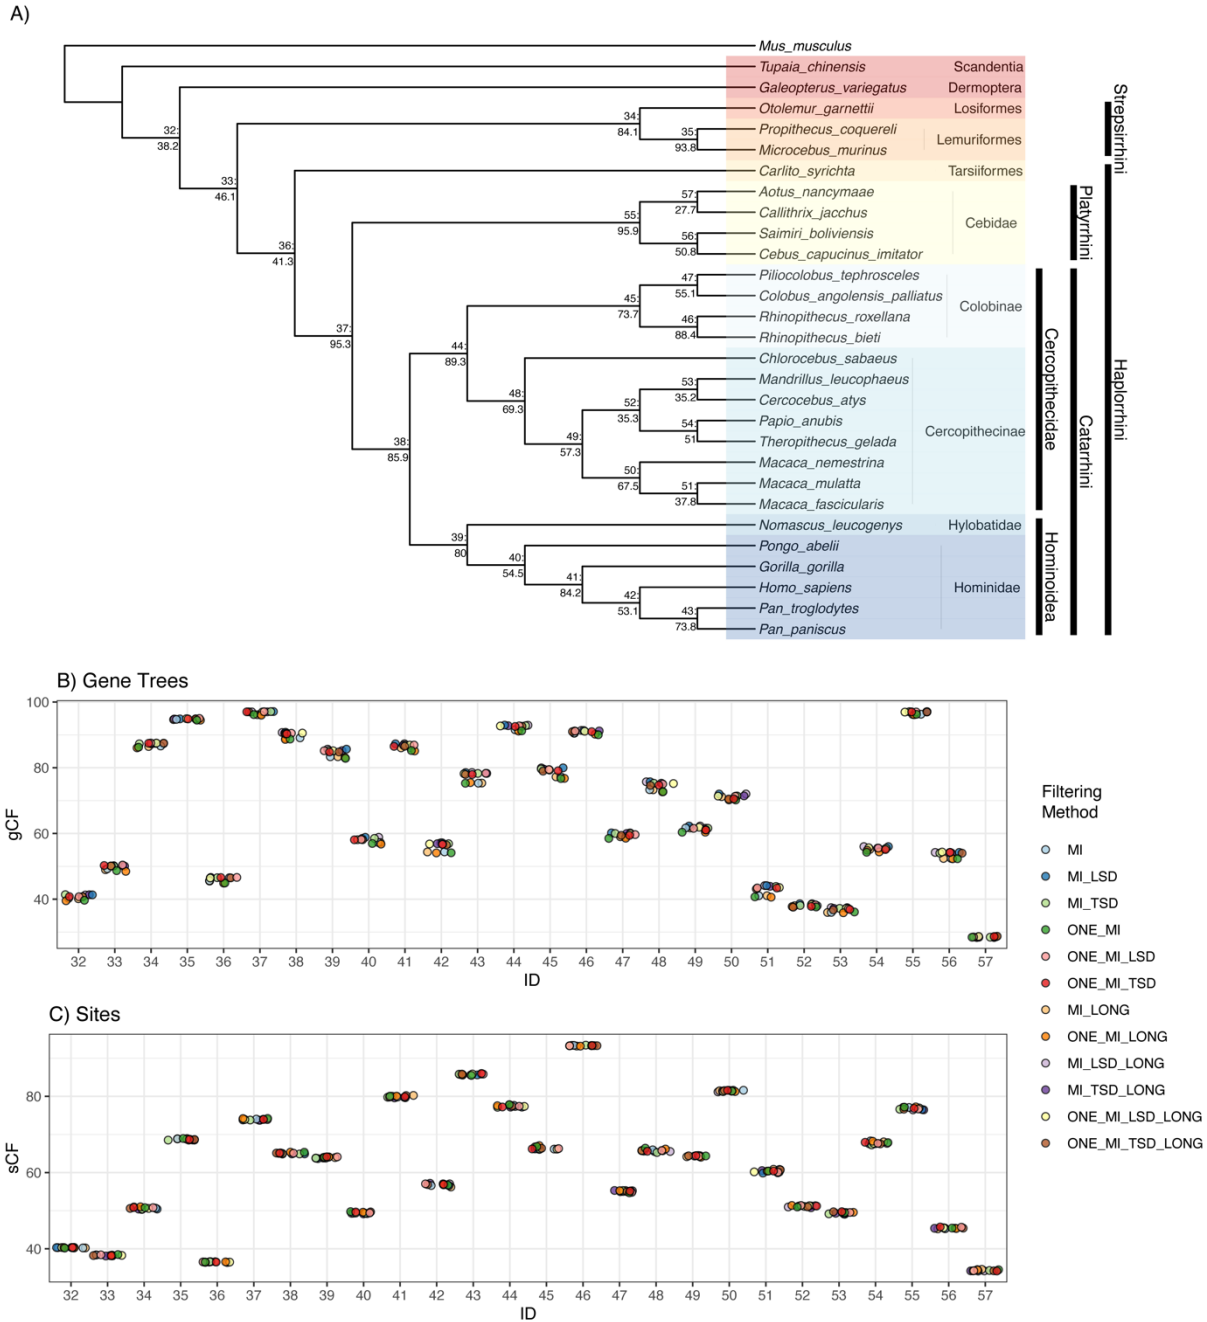 A)
Mus_musculus
Tupaia_chinensis Scandentia
Galeopterus_variegatus Dermoptera
Otolemur_garnettii Losiformes
Propithecus_coquereli
Lemuriformes
Microcebus_murinus
Carlito_syrichta Tarsiiformes
Aotus_nancymaae
Callithrix_jacchus
Cebidae
Saimiri_boliviensis
Cebus_capucinus_imitator
Piliocolobus_tephrosceles
Colobus_angolensis_palliatus
Colobinae
Rhinopithecus_roxellana
Rhinopithecus_bieti
Chlorocebus_sabaeus
Mandrillus_leucophaeus
Cercocebus_atys
Papio_anubis
Cercopithecinae
Theropithecus_gelada
Macaca_nemestrina
Macaca_mulatta
Macaca_fascicularis
Nomascus_leucogenys Hylobatidae
Pongo_abelii
Gorilla_gorilla
Homo_sapiens Hominidae
Pan_troglodytes
Pan_paniscus
32:
38.2
33:
46.1
34:
84.1
35:
93.8
36:
41.3
37:
95.3
38:
85.9
39:
80
40:
54.5
41:
84.2
42:
53.1
43:
73.8
44:
89.3
45:
73.7
46:
88.4
47:
55.1
48:
69.3
49:
57.3
50:
67.5
51:
37.8
52:
35.3
53:
35.2
54:
51
55:
95.9
56:
50.8
57:
27.7
Strepsirrhini
Platyrrhini
Haplorrhini
Cercopithecidae
Catarrhini
Hominoidea
B) Gene Trees
100
80
60
40
gCF
32 33 34 35 36 37 38 39 40 41 42 43 44 45 46 47 48 49 50 51 52 53 54 55 56 57
ID
C) Sites
80
60
40
sCF
32 33 34 35 36 37 38 39 40 41 42 43 44 45 46 47 48 49 50 51 52 53 54 55 56 57
ID
Filtering
Method
MI
MI_LSD
MI_TSD
ONE_MI
ONE_MI_LSD
ONE_MI_TSD
MI_LONG
ONE_MI_LONG
MI_LSD_LONG
MI_TSD_LONG
ONE_MI_LSD_LONG
ONE_MI_TSD_LONG